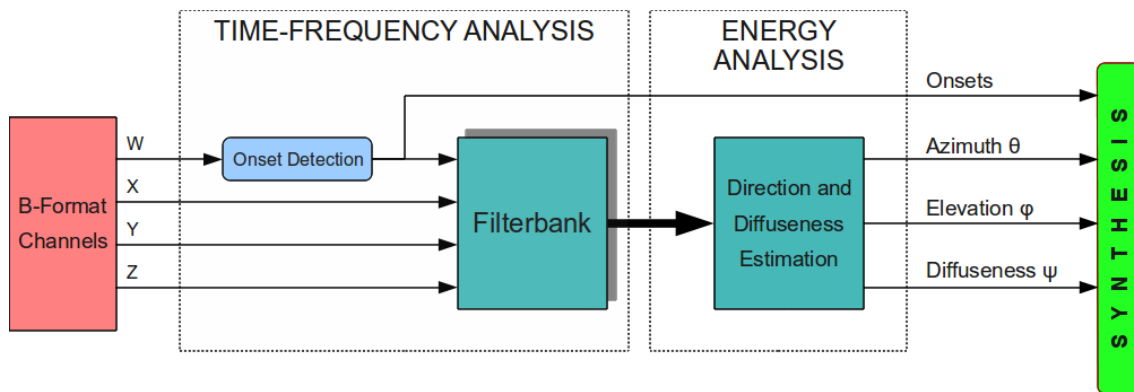 TIME-FREQUENCY ANALYSIS
ENERGY
ANALYSIS
B-Format
Channels
W
X
Y
Z
Onset Detection
Filterbank
Direction and
Diffuseness
Estimation
Onsets
Azimuth θ
Elevation φ
Diffuseness ψ
SYNTHESIS